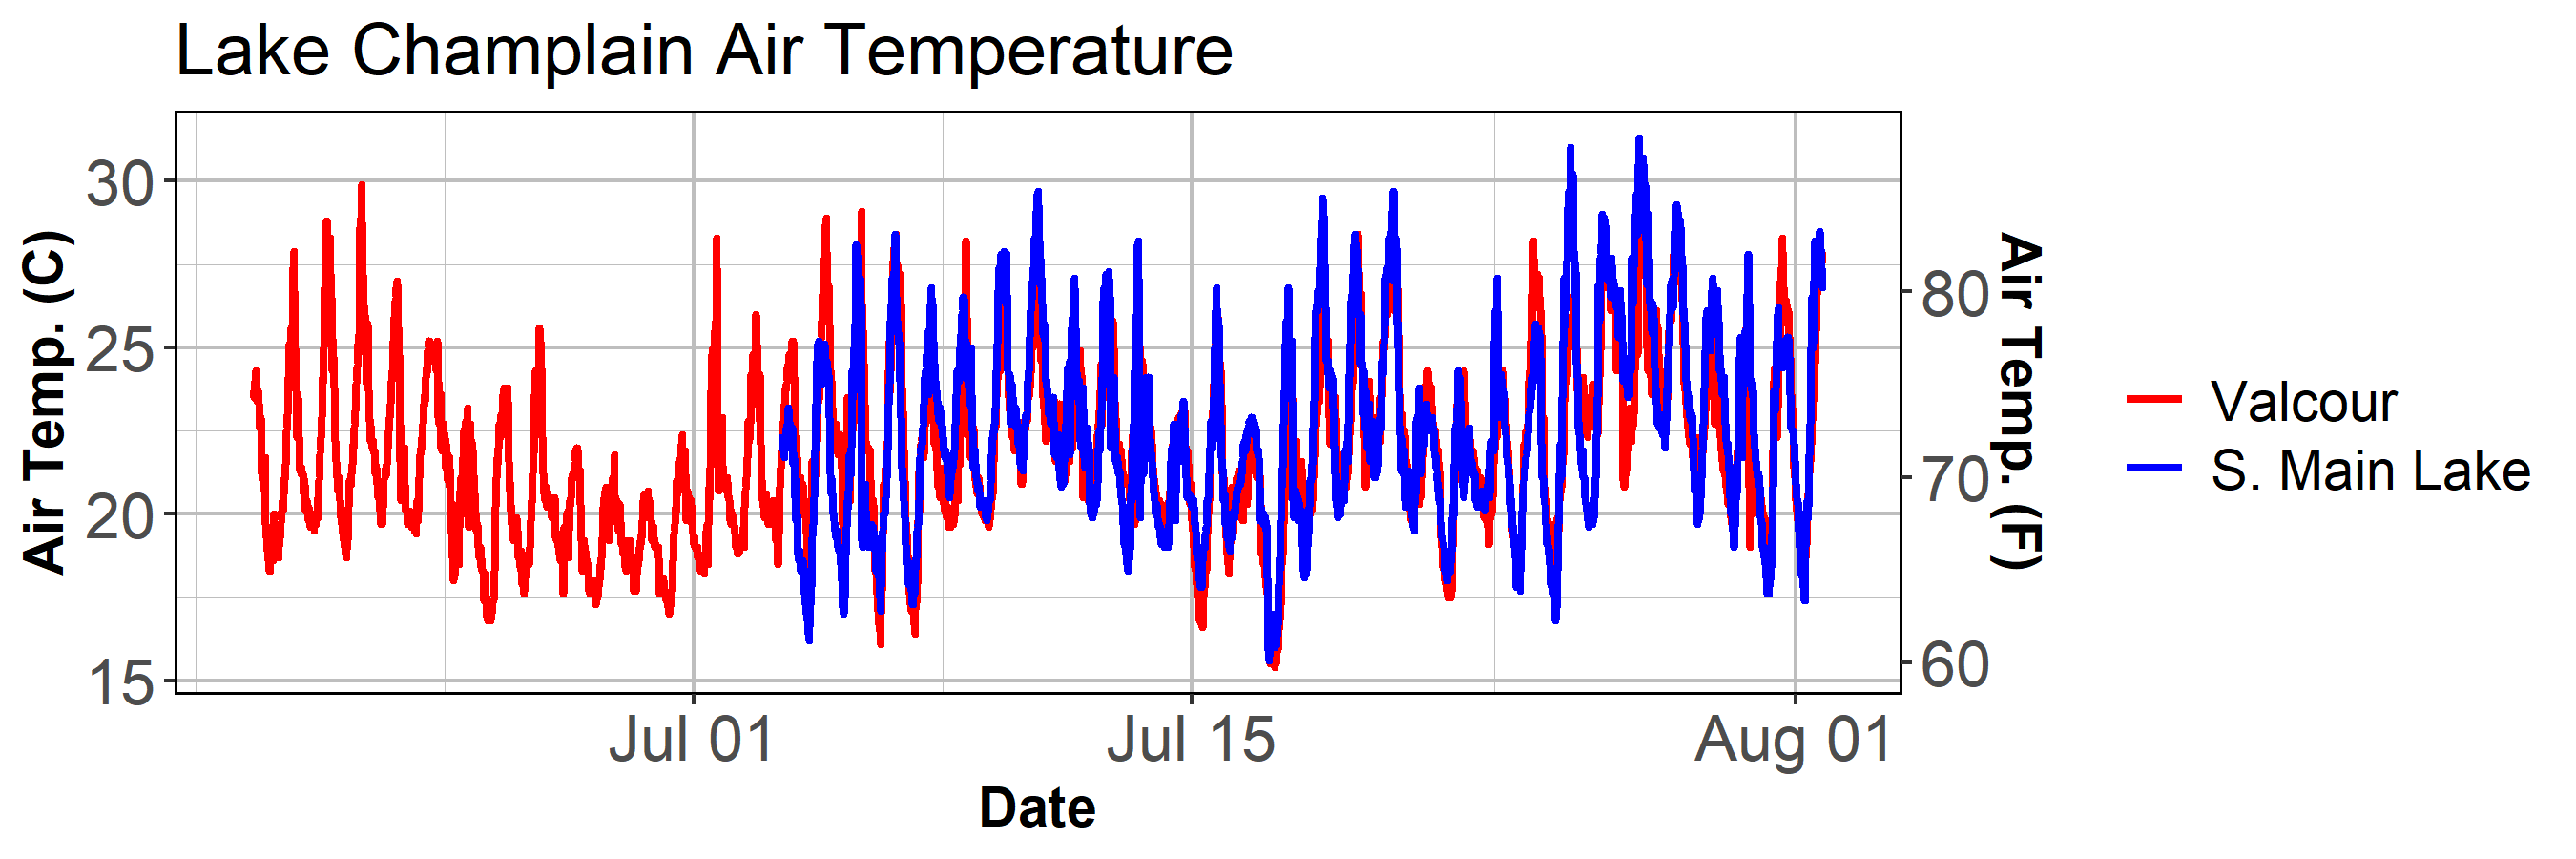 Lake Champlain Air Temperature
Air Temp. (C)
30
25
20
15
80
70
60
Air Temp. (F)
Jul 01
Jul 15
Aug 01
Date
Valcour
S. Main Lake